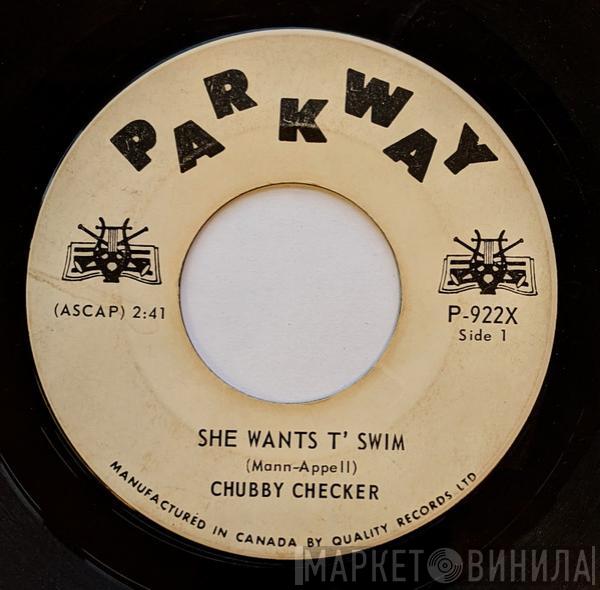 PARKWAY
(ASCAP) 2:41
P-922X
Side 1
SHE WANTS T' SWIM
(Mann-Appell)
CHUBBY CHECKER
MANUFACTURED IN CANADA BY QUALITY RECORDS LTD
МАРКЕТ ВИНИЛА